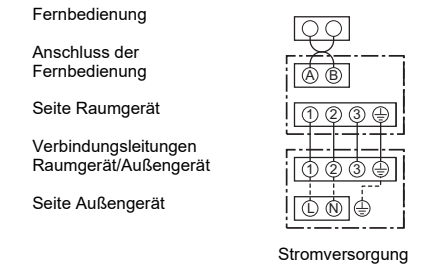 Fernbedienung
Anschluss der
Fernbedienung
A B
Seite Raumgerät
1 2 3
Verbindungsleitungen
Raumgerät/Außengerät
1 2 3
Seite Außengerät
L N
Stromversorgung